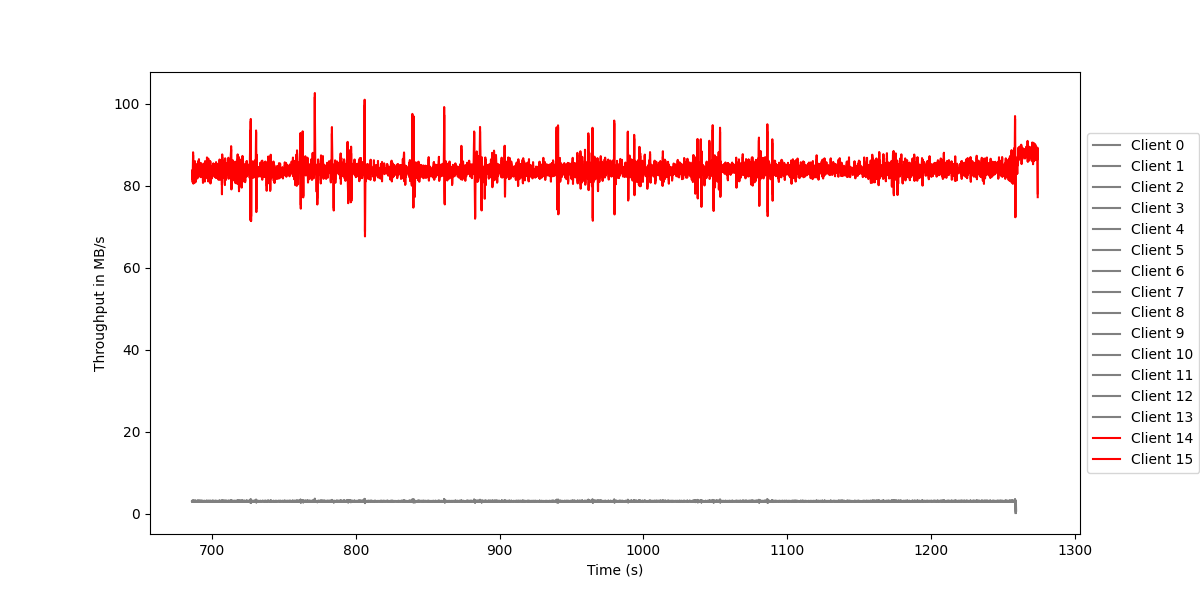 100
80
60
40
20
0
Throughput in MB/s
700 800 900 1000 1100 1200 1300
Time (s)
Client 0
Client 1
Client 2
Client 3
Client 4
Client 5
Client 6
Client 7
Client 8
Client 9
Client 10
Client 11
Client 12
Client 13
Client 14
Client 15